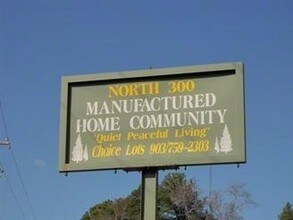 NORTH 300
MANUFACTURED
HOME COMMUNITY
"Quiet Peaceful Living"
Choice Lots 903/759-2303